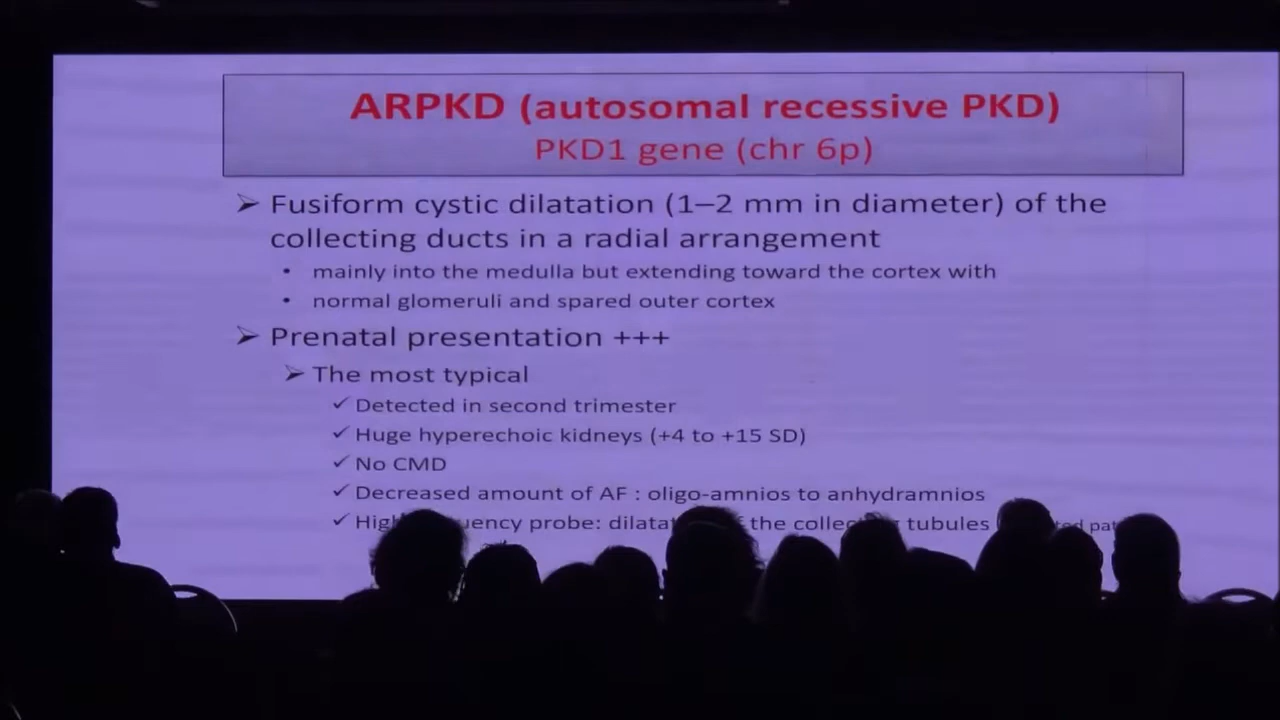 ARPKD (autosomal recessive PKD)
PKD1 gene (chr 6p)
➢ Fusiform cystic dilatation (1–2 mm in diameter) of the
collecting ducts in a radial arrangement
• mainly into the medulla but extending toward the cortex with
• normal glomeruli and spared outer cortex
➢ Prenatal presentation +++
➢ The most typical
✓ Detected in second trimester
✓ Huge hyperechoic kidneys (+4 to +15 SD)
✓ No CMD
✓ Decreased amount of AF : oligo-amnios to anhydramnios
✓ probe: the tubules